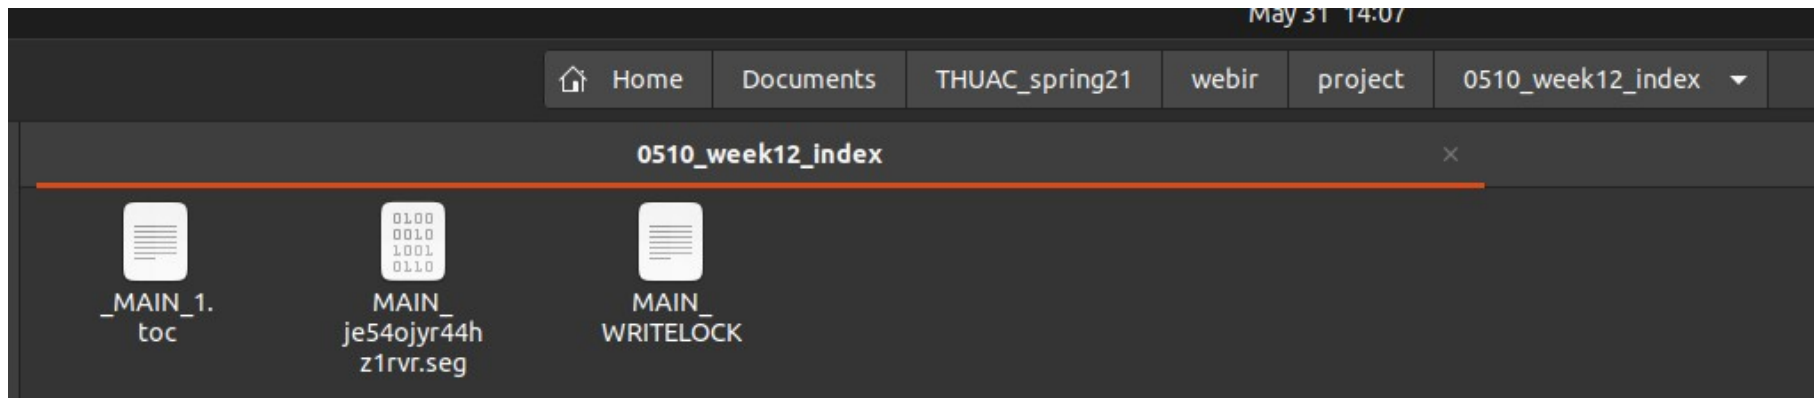 May 31 14:07
Home Documents THUAC_spring21 webir project 0510_week12_index
0510_week12_index ×
0100
0010
1001
0110
_MAIN_1.
toc
MAIN_
je54ojyr44h
z1rvr.seg
MAIN_
WRITELOCK